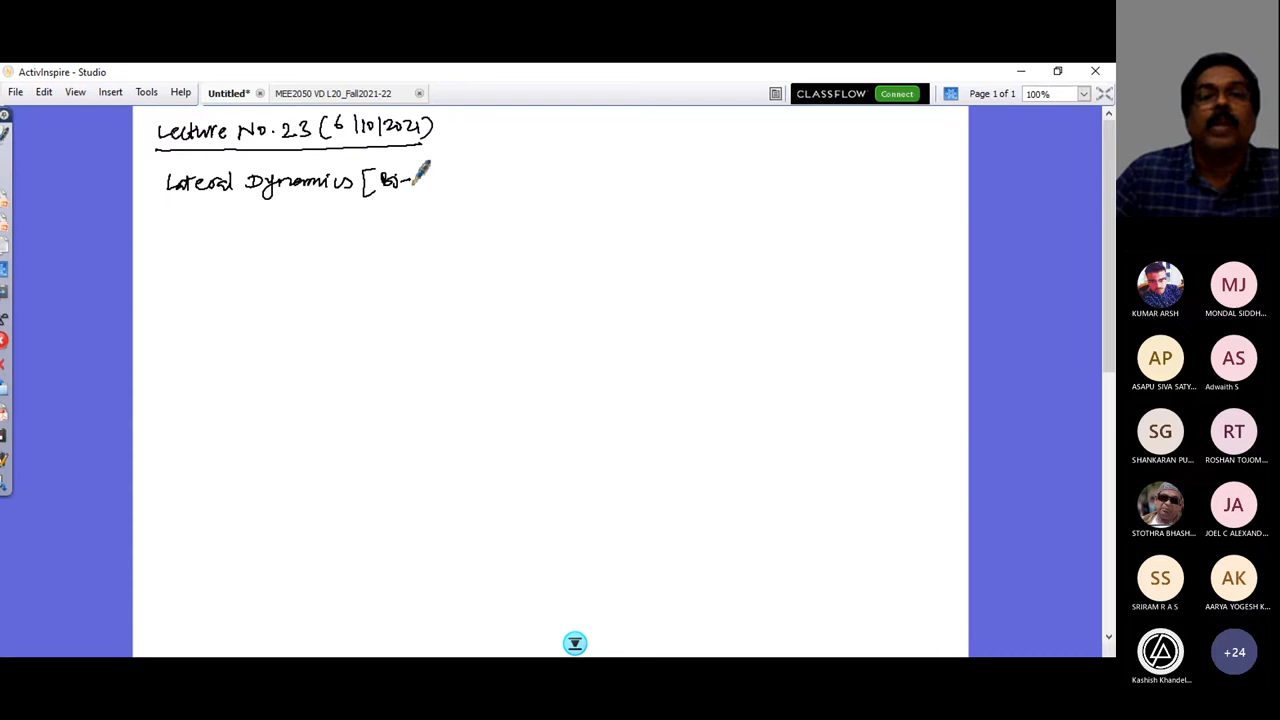 ActivInspire - Studio
File Edit View Insert Tools Help Untitled* MEE2050 VD L20_Fall2021-22 CLASSFLOW Connect Page 1 of 1 100%
Lecture No. 23 (6/10/2021)
Lateral Dynamics [Bi-
KUMAR ARSH
MJ
MONDAL SIDDH...
AP
ASAPU SIVA SATY...
AS
Adwaith S
SG
SHANKARAN PU...
RT
ROSHAN TOJOM...
STOTHRA BHASH...
JA
JOEL C ALEXAND...
SS
SRIRAM R A S
AK
AARYA YOGESH K...
Kashish Khandel...
+24